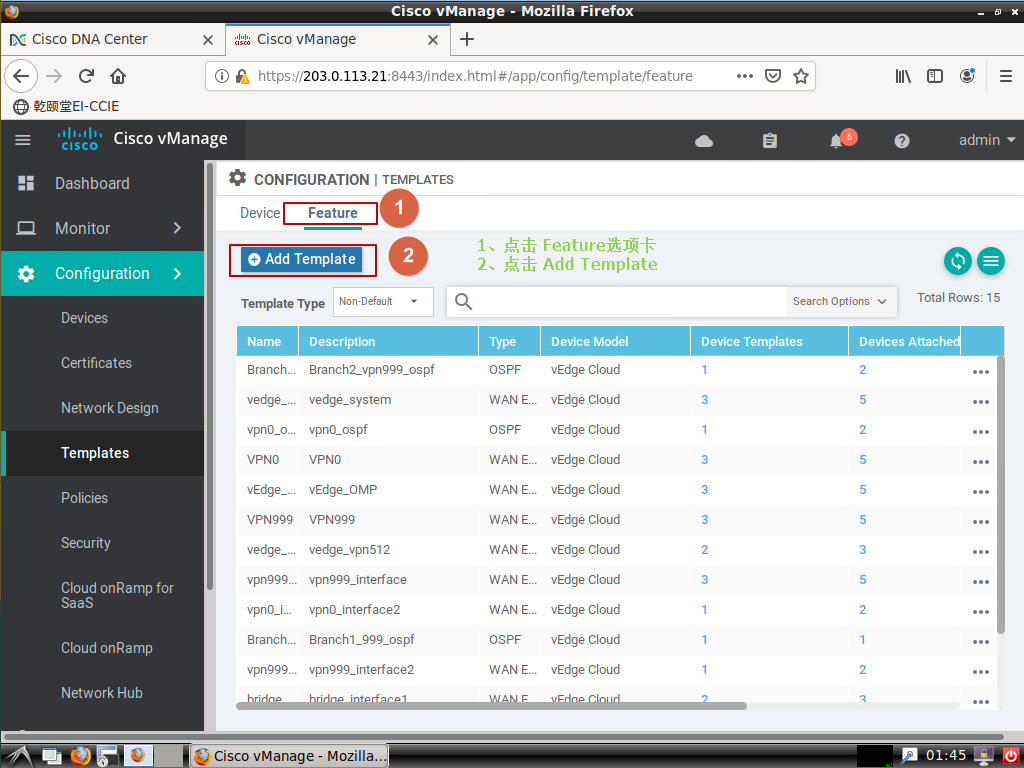 Cisco vManage - Mozilla Firefox
Cisco DNA Center
Cisco vManage
https://203.0.113.21:8443/index.html#/app/config/template/feature
乾颐堂EI-CCIE
cisco Cisco vManage
6
admin
Dashboard
Monitor
Configuration
Devices
Certificates
Network Design
Templates
Policies
Security
Cloud onRamp for
SaaS
Cloud onRamp
Network Hub
CONFIGURATION | TEMPLATES
Device Feature 1
Add Template 2
1、点击 Feature选项卡
2、点击 Add Template
Template Type Non-Default Search Options Total Rows: 15
Name Description Type Device Model Device Templates Devices Attached
Branch... Branch2_vpn999_ospf OSPF vEdge Cloud 1 2
vedge_... vedge_system WAN E... vEdge Cloud 3 5
vpn0_o... vpn0_ospf OSPF vEdge Cloud 1 2
VPN0 VPN0 WAN E... vEdge Cloud 3 5
vEdge_... vEdge_OMP WAN E... vEdge Cloud 3 5
VPN999 VPN999 WAN E... vEdge Cloud 3 5
vedge_... vedge_vpn512 WAN E... vEdge Cloud 2 3
vpn999... vpn999_interface WAN E... vEdge Cloud 3 5
vpn0_i... vpn0_interface2 WAN E... vEdge Cloud 1 2
Branch... Branch1_999_ospf OSPF vEdge Cloud 1 1
vpn999... vpn999_interface2 WAN E... vEdge Cloud 1 2
bridge_ bridge_interface1 WAN E... vEdge Cloud 2 3
Cisco vManage - Mozilla...
01:45